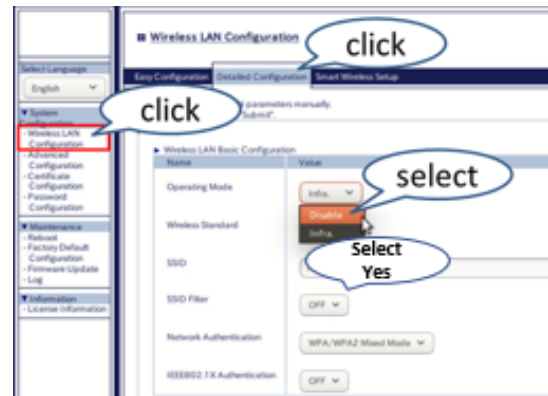 Wireless LAN Configuration
click
Select Language
English
Easy Configuration Detailed Configuration Smart Wireless Setup
click
parameters manually.
"Submit".
System
Configuration
- Wireless LAN
Configuration
- Advanced
Configuration
- Certificate
Configuration
- Password
Configuration
Wireless LAN Basic Configuration
Name Value
Operating Mode Infra.
select
Disable
Infra.
Wireless Standard
Select
Yes
SSID
SSID Filter OFF
Network Authentication WPA/WPA2 Mixed Mode
IEEE802.1X Authentication OFF
Maintenance
- Reboot
- Factory Default
Configuration
- Firmware Update
- Log
Information
- License Information